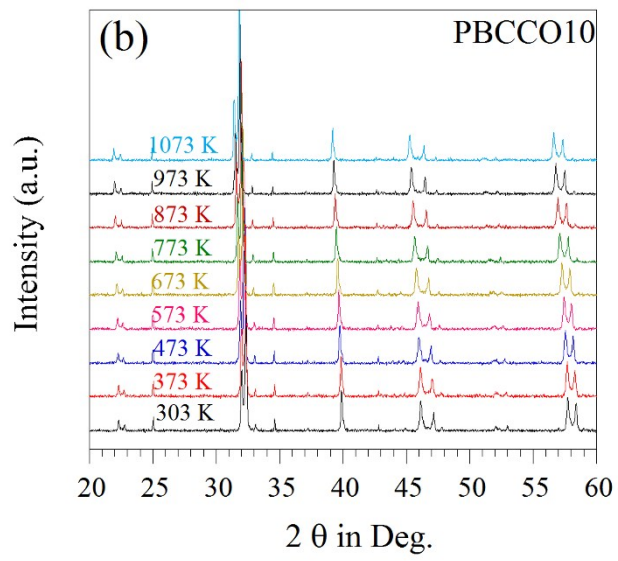 (b)
PBCCO10
1073 K
973 K
873 K
773 K
673 K
573 K
473 K
373 K
303 K
Intensity (a.u.)
20 25 30 35 40 45 50 55 60
2 θ in Deg.